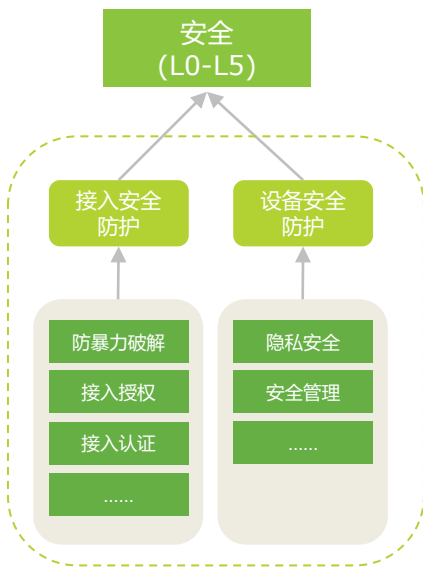 安全
(L0-L5)
接入安全
防护
设备安全
防护
防暴力破解
接入授权
接入认证
......
隐私安全
安全管理
......